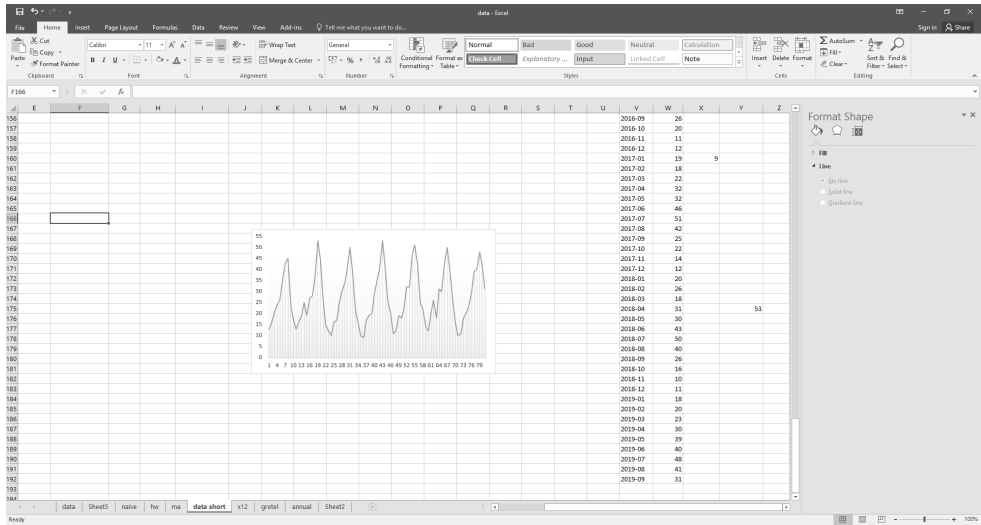 data - Excel
File Home Insert Page Layout Formulas Data Review View Add-ins Tell me what you want to do... Sign in Share
Paste
Cut
Copy
Format Painter
Clipboard
Calibri 11 A A
B I U A
Font
Wrap Text
Merge & Center
Alignment
General
% ,
Number
Conditional Formatting
Format as Table
Normal Bad Good Neutral Calculation
Check Cell Explanatory ... Input Linked Cell Note
Styles
Insert Delete Format
Cells
AutoSum
Fill
Clear
Sort & Filter
Find & Select
Editing
F166 fx
E F G H I J K L M N O P Q R S T U V W X Y Z
156 2016-09 26
157 2016-10 20
158 2016-11 11
159 2016-12 12
160 2017-01 19 9
161 2017-02 18
162 2017-03 22
163 2017-04 32
164 2017-05 32
165 2017-06 46
166 2017-07 51
167 2017-08 42
168 2017-09 25
169 2017-10 22
170 2017-11 14
171 2017-12 12
172 2018-01 20
173 2018-02 26
174 2018-03 18
175 2018-04 31 53
176 2018-05 30
177 2018-06 43
178 2018-07 50
179 2018-08 40
180 2018-09 26
181 2018-10 16
182 2018-11 10
183 2018-12 11
184 2019-01 18
185 2019-02 20
186 2019-03 23
187 2019-04 30
188 2019-05 39
189 2019-06 40
190 2019-07 48
191 2019-08 41
192 2019-09 31
193
194
55
50
45
40
35
30
25
20
15
10
5
0
1 4 7 10 13 16 19 22 25 28 31 34 37 40 43 46 49 52 55 58 61 64 67 70 73 76 79
Format Shape
Fill
Line
No line
Solid line
Gradient line
data Sheet5 naive hw ma data short x12 gretel annual Sheet2
Ready 100%